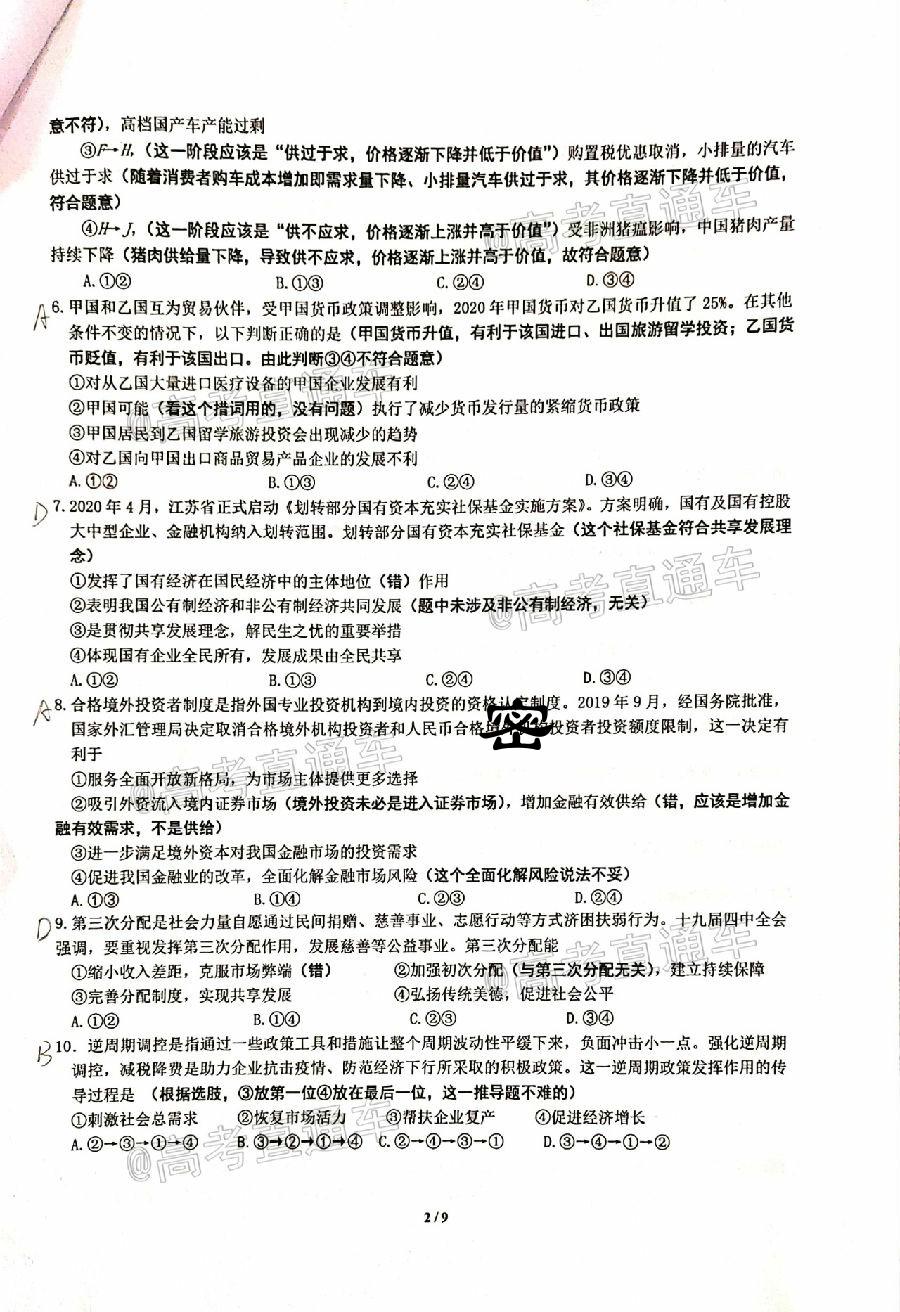 意不符)，高档国产车产能过剩
③F→H，(这一阶段应该是“供过于求，价格逐渐下降并低于价值”)购置税优惠取消，小排量的汽车
供过于求(随着消费者购车成本增加即需求量下降、小排量汽车供过于求，其价格逐渐下降并低于价值，
符合题意)
④H→J，(这一阶段应该是“供不应求，价格逐渐上涨并高于价值”)受非洲猪瘟影响，中国猪肉产量
持续下降(猪肉供给量下降，导致供不应求，价格逐渐上升并高于价值，故符合题意)
A.①② B.①③ C.②④ D.③④
A 6.甲国和乙国互为贸易伙伴，受甲国货币政策调整影响，2020年甲国货币对乙国货币升值了25%。在其他
条件不变的情况下，以下判断正确的是(甲国货币升值，有利于该国进口、出国旅游留学投资；乙国货
币贬值，有利于该国出口。由此判断③④不符合题意)
①对从乙国大量进口医疗设备的甲国企业发展有利
②甲国可能(看这个措词用的，没有问题)执行了减少货币发行量的紧缩货币政策
③甲国居民到乙国留学旅游投资会出现减少的趋势
④对乙国向甲国出口商品贸易产品企业的发展不利
A.①② B.①③ C.②④ D.③④
D 7.2020年4月，江苏省正式启动《划转部分国有资本充实社保基金实施方案》。方案明确，国有及国有控股
大中型企业、金融机构纳入划转范围。划转部分国有资本充实社保基金(这个社保基金符合共享发展理
念)
①发挥了国有经济在国民经济中的主体地位(错)作用
②表明我国公有制经济和非公有制经济共同发展(题中未涉及非公有制经济，无关)
③是贯彻共享发展理念，解民生之忧的重要举措
④体现国有企业全民所有，发展成果由全民共享
A.①② B.①③ C.②④ D.③④
A 8.合格境外投资者制度是指外国专业投资机构到境内投资的资格认定制度。2019年9月，经国务院批准，
国家外汇管理局决定取消合格境外机构投资者和人民币合格境外机构投资者投资额度限制，这一决定有
密
利于
①服务全面开放新格局，为市场主体提供更多选择
②吸引外资流入境内证券市场(境外投资未必是进入证券市场)，增加金融有效供给(错，应该是增加金
融有效需求，不是供给)
③进一步满足境外资本对我国金融市场的投资需求
④促进我国金融业的改革，全面化解金融市场风险(这个全面化解风险说法不妥)
A.①③ B.①④ C.②③ D.②④
D 9.第三次分配是社会力量自愿通过民间捐赠、慈善事业、志愿行动等方式济困扶弱行为。十九届四中全会
强调，要重视发挥第三次分配作用，发展慈善等公益事业。第三次分配能
①缩小收入差距，克服市场弊端(错) ②加强初次分配(与第三次分配无关)，建立持续保障
③完善分配制度，实现共享发展 ④弘扬传统美德，促进社会公平
A.①② B.①④ C.②③ D.③④
B 10.逆周期调控是指通过一些政策工具和措施让整个周期波动性平缓下来，负面冲击小一点。强化逆周期
调控，减税降费是助力企业抗击疫情、防范经济下行所采取的积极政策。这一逆周期政策发挥作用的传
导过程是 (根据选肢，③放第一位④放在最后一位，这一推导题不难的)
①刺激社会总需求 ②恢复市场活力 ③帮扶企业复产 ④促进经济增长
A.②→③→①→④ B.③→②→①→④ C.②→④→③→① D.③→④→①→②
2 / 9
@高考直通车
@高考直通车
@高考直通车
@高考直通车
@高考直通车
@高考直通车